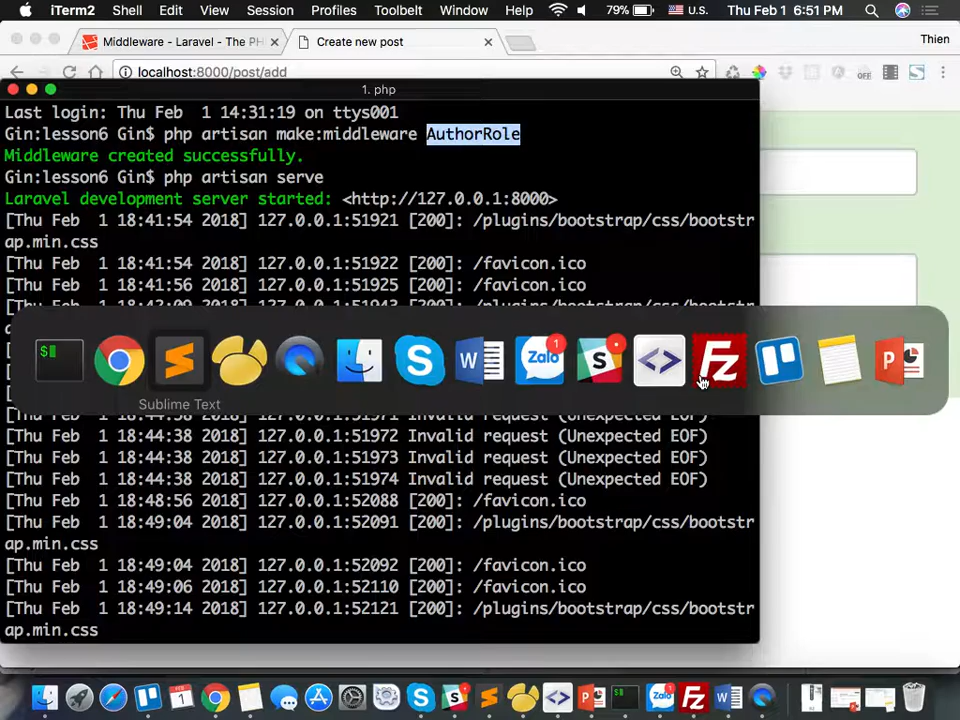 iTerm2 Shell Edit View Session Profiles Toolbelt Window Help 79% U.S. Thu Feb 1 6:51 PM
Middleware - Laravel - The PH
Create new post
Thien
localhost:8000/post/add
OFF
1. php
Last login: Thu Feb  1 14:31:19 on ttys001
Gin:lesson6 Gin$ php artisan make:middleware AuthorRole
Middleware created successfully.
Gin:lesson6 Gin$ php artisan serve
Laravel development server started: <http://127.0.0.1:8000>
[Thu Feb  1 18:41:54 2018] 127.0.0.1:51921 [200]: /plugins/bootstrap/css/bootstr
ap.min.css
[Thu Feb  1 18:41:54 2018] 127.0.0.1:51922 [200]: /favicon.ico
[Thu Feb  1 18:41:56 2018] 127.0.0.1:51925 [200]: /favicon.ico
$
W
Zalo
1
S
</>
Fz
P
Sublime Text
[Thu Feb  1 18:44:38 2018] 127.0.0.1:51972 Invalid request (Unexpected EOF)
[Thu Feb  1 18:44:38 2018] 127.0.0.1:51973 Invalid request (Unexpected EOF)
[Thu Feb  1 18:44:38 2018] 127.0.0.1:51974 Invalid request (Unexpected EOF)
[Thu Feb  1 18:48:56 2018] 127.0.0.1:52088 [200]: /favicon.ico
[Thu Feb  1 18:49:04 2018] 127.0.0.1:52091 [200]: /plugins/bootstrap/css/bootstr
ap.min.css
[Thu Feb  1 18:49:04 2018] 127.0.0.1:52092 [200]: /favicon.ico
[Thu Feb  1 18:49:06 2018] 127.0.0.1:52110 [200]: /favicon.ico
[Thu Feb  1 18:49:14 2018] 127.0.0.1:52121 [200]: /plugins/bootstrap/css/bootstr
ap.min.css